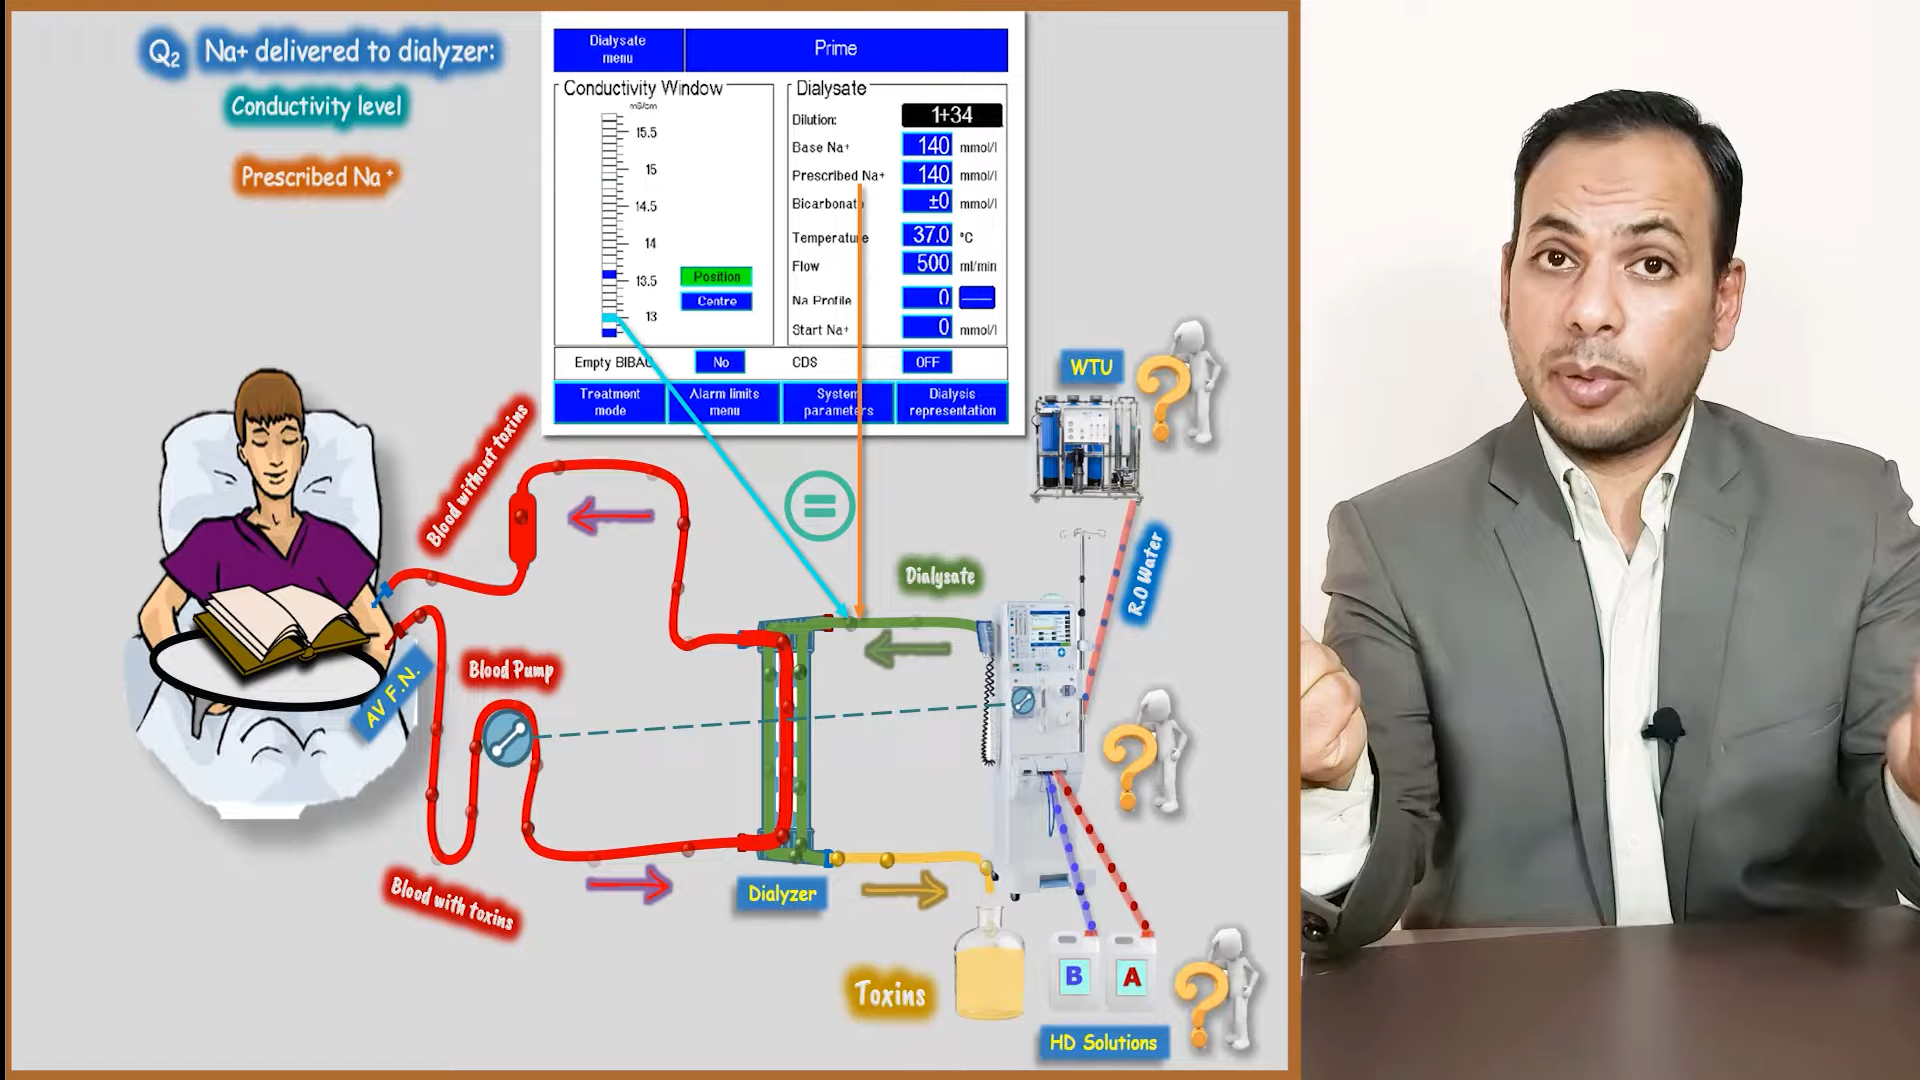 Q2 Na+ delivered to dialyzer:
Conductivity level
Prescribed Na +
Dialysate menu
Prime
Conductivity Window
mS/cm
15.5
15
14.5
14
13.5
13
Position
Centre
Dialysate
Dilution: 1+34
Base Na+ 140 mmol/l
Prescribed Na+ 140 mmol/l
Bicarbonate ±0 mmol/l
Temperature 37.0 °C
Flow 500 ml/min
Na Profile 0
Start Na+ 0 mmol/l
Empty BIBAG No CDS OFF
Treatment mode
Alarm limits menu
System parameters
Dialysis representation
WTU
Blood without toxins
=
Dialysate
R.O Water
Blood Pump
AV F.N.
Blood with toxins
Dialyzer
Toxins
B
A
HD Solutions